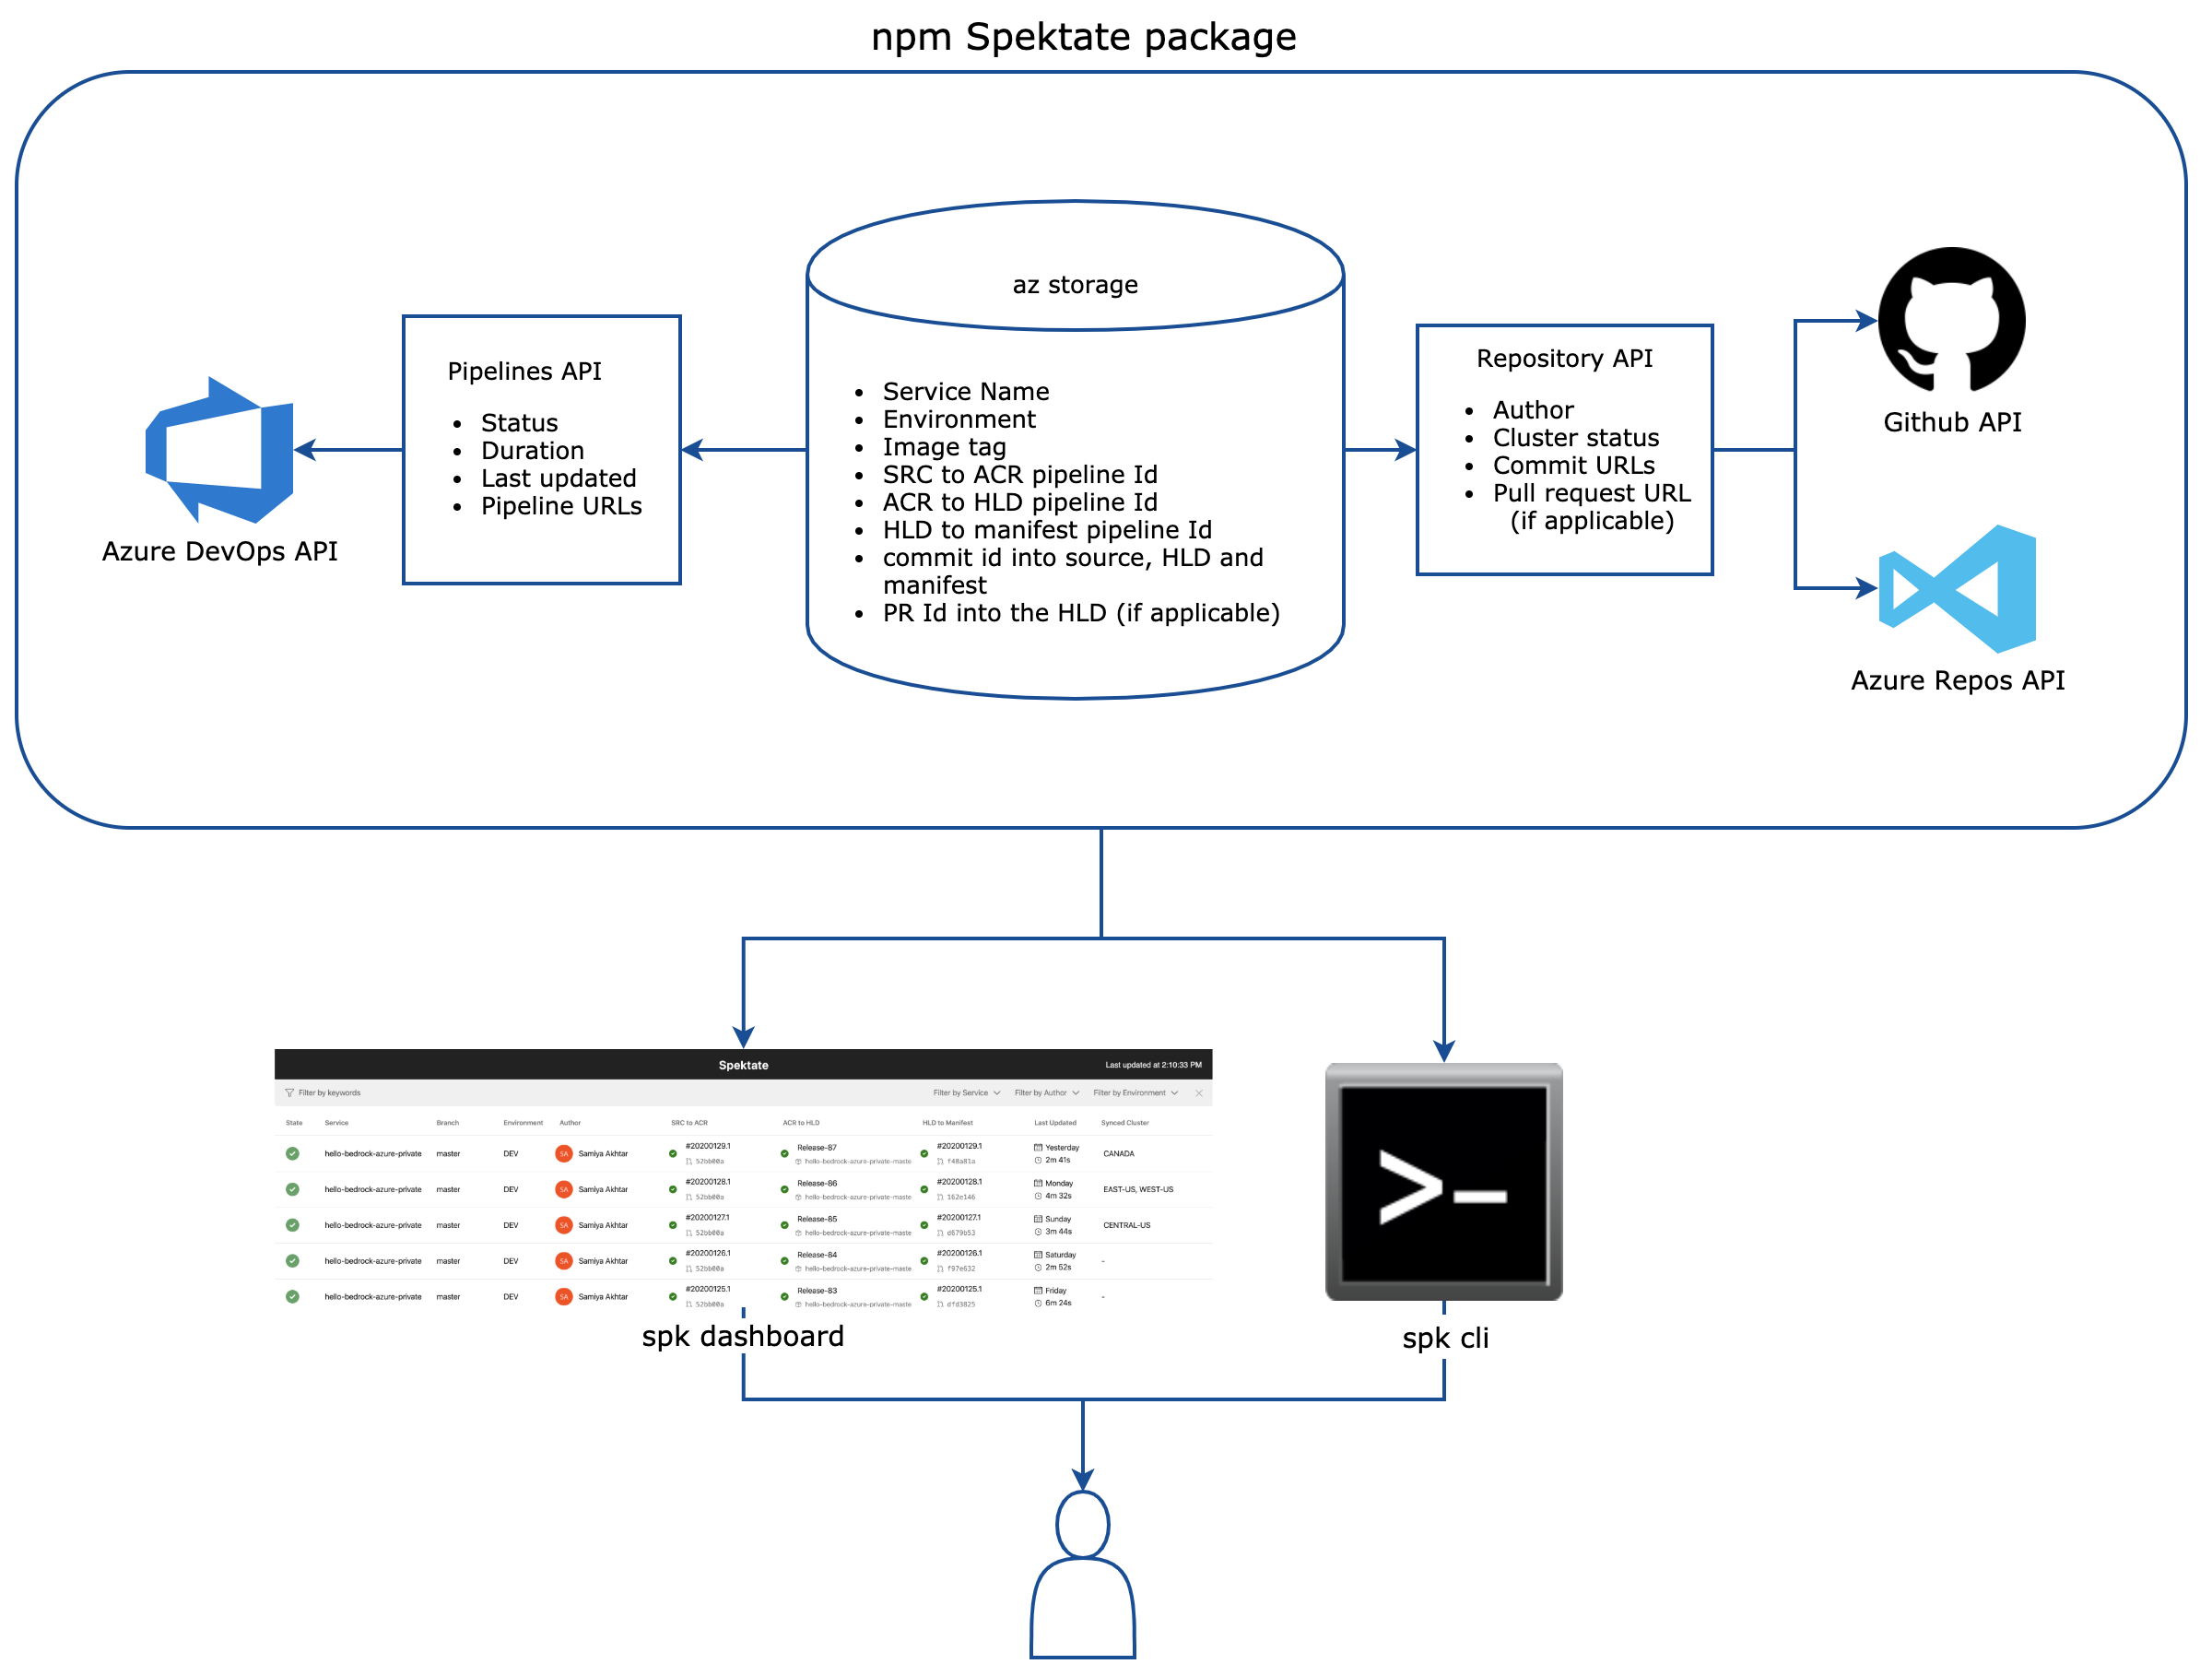 npm Spektate package
az storage
• Service Name
• Environment
• Image tag
• SRC to ACR pipeline Id
• ACR to HLD pipeline Id
• HLD to manifest pipeline Id
• commit id into source, HLD and
manifest
• PR Id into the HLD (if applicable)
Pipelines API
• Status
• Duration
• Last updated
• Pipeline URLs
Azure DevOps API
Repository API
• Author
• Cluster status
• Commit URLs
• Pull request URL
(if applicable)
Github API
Azure Repos API
Spektate Last updated at 2:10:33 PM
Filter by keywords Filter by Service Filter by Author Filter by Environment
State Service Branch Environment Author SRC to ACR ACR to HLD HLD to Manifest Last Updated Synced Cluster
#20200129.1 Release-87 #20200129.1 Yesterday
hello-bedrock-azure-private master DEV SA Samiya Akhtar CANADA
52bb00a hello-bedrock-azure-private-maste f48a81a 2m 41s
#20200128.1 Release-86 #20200128.1 Monday
hello-bedrock-azure-private master DEV SA Samiya Akhtar EAST-US, WEST-US
52bb00a hello-bedrock-azure-private-maste 162e146 4m 32s
#20200127.1 Release-85 #20200127.1 Sunday
hello-bedrock-azure-private master DEV SA Samiya Akhtar CENTRAL-US
52bb00a hello-bedrock-azure-private-maste d679b53 3m 44s
#20200126.1 Release-84 #20200126.1 Saturday
hello-bedrock-azure-private master DEV SA Samiya Akhtar -
52bb00a hello-bedrock-azure-private-maste f97e632 2m 52s
#20200125.1 Release-83 #20200125.1 Friday
hello-bedrock-azure-private master DEV SA Samiya Akhtar -
52bb00a hello-bedrock-azure-private-maste dfd3825 6m 24s
spk dashboard
>_
spk cli